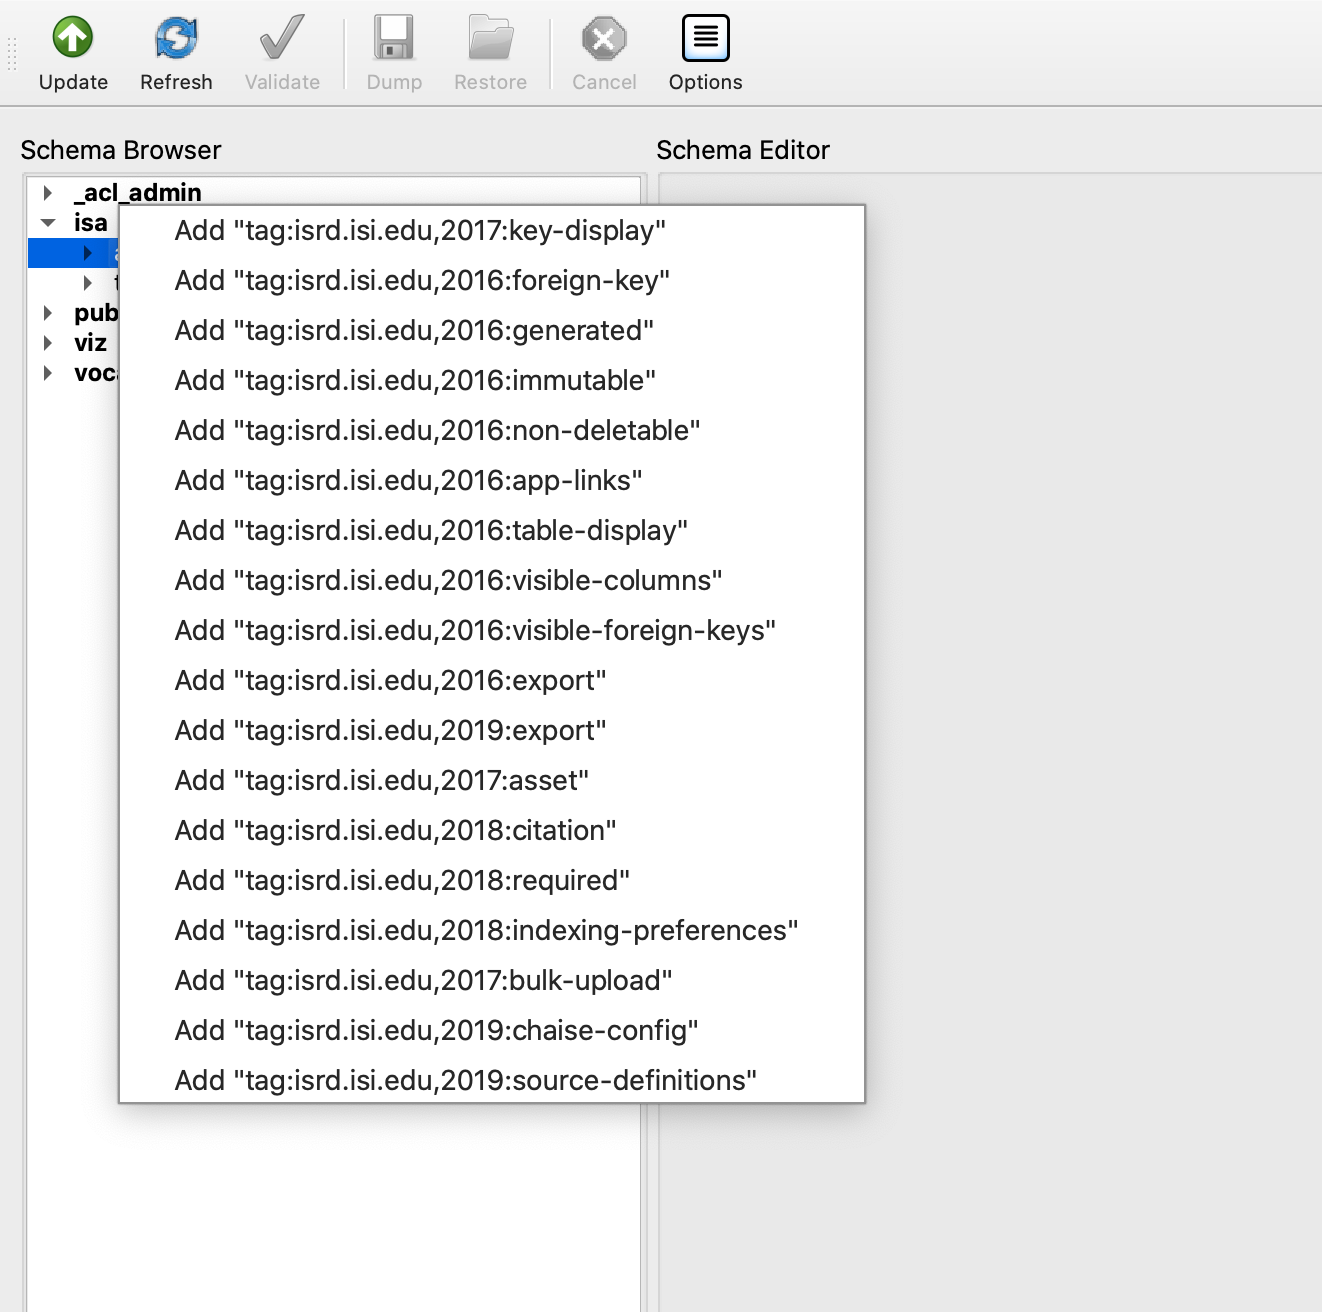 Update
Refresh
Validate
Dump
Restore
Cancel
Options
Schema Browser
Schema Editor
_acl_admin
isa
viz
Add "tag:isrd.isi.edu,2017:key-display"
Add "tag:isrd.isi.edu,2016:foreign-key"
Add "tag:isrd.isi.edu,2016:generated"
Add "tag:isrd.isi.edu,2016:immutable"
Add "tag:isrd.isi.edu,2016:non-deletable"
Add "tag:isrd.isi.edu,2016:app-links"
Add "tag:isrd.isi.edu,2016:table-display"
Add "tag:isrd.isi.edu,2016:visible-columns"
Add "tag:isrd.isi.edu,2016:visible-foreign-keys"
Add "tag:isrd.isi.edu,2016:export"
Add "tag:isrd.isi.edu,2019:export"
Add "tag:isrd.isi.edu,2017:asset"
Add "tag:isrd.isi.edu,2018:citation"
Add "tag:isrd.isi.edu,2018:required"
Add "tag:isrd.isi.edu,2018:indexing-preferences"
Add "tag:isrd.isi.edu,2017:bulk-upload"
Add "tag:isrd.isi.edu,2019:chaise-config"
Add "tag:isrd.isi.edu,2019:source-definitions"